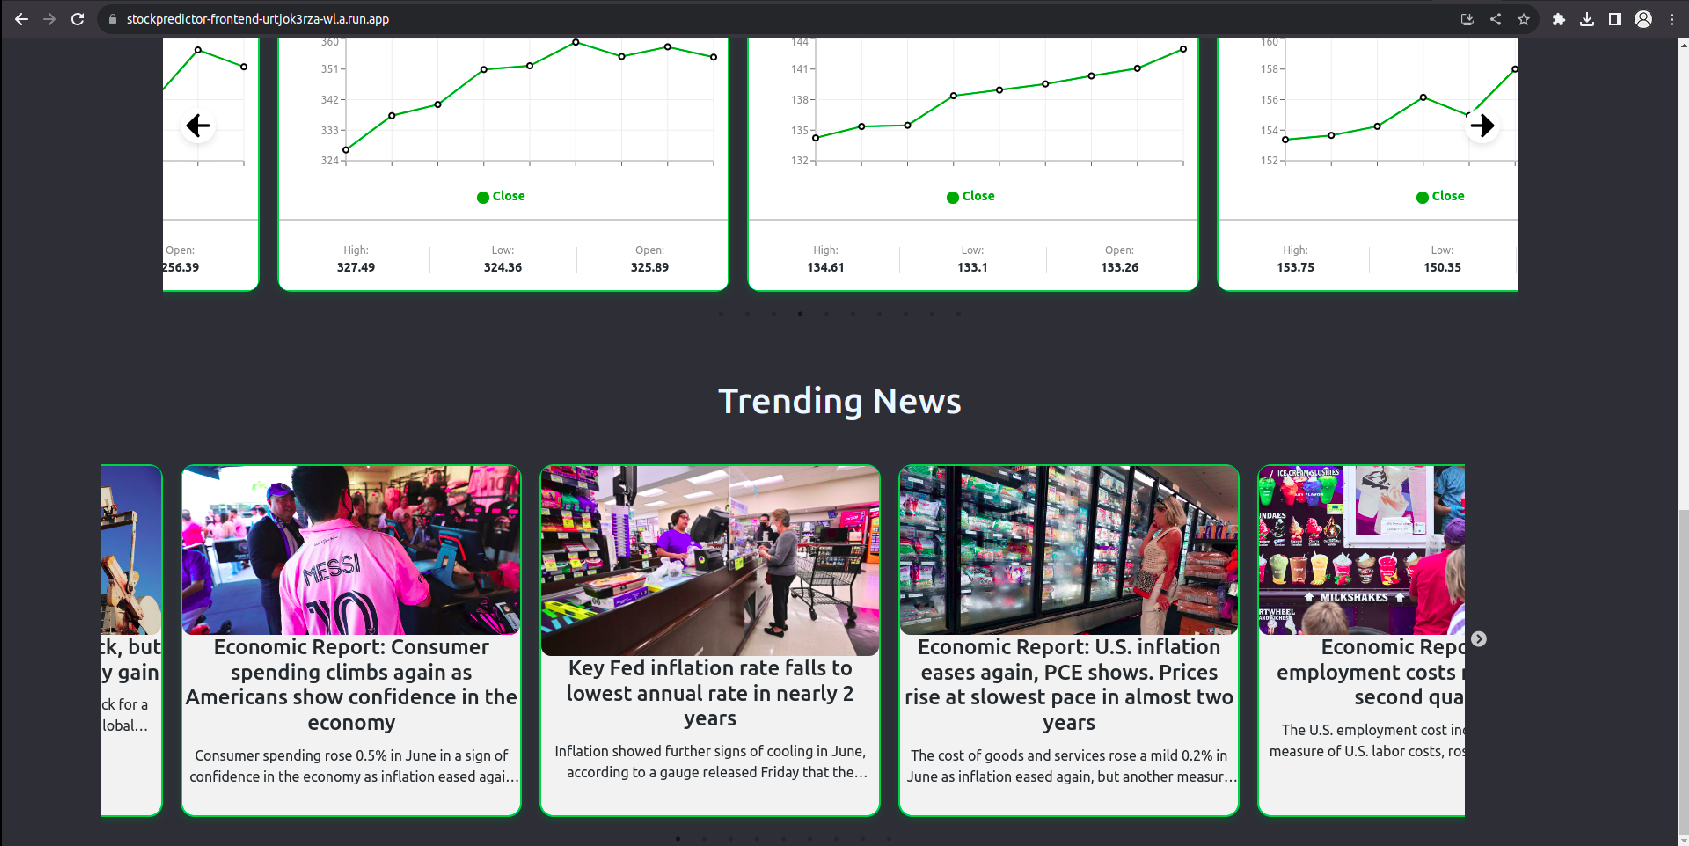 stockpredictor-frontend-urtjok3rza-wl.a.run.app
360
351
342
333
324
144
141
138
135
132
160
158
156
154
152
Close
Close
Close
Open:
256.39
High:
327.49
Low:
324.36
Open:
325.89
High:
134.61
Low:
133.1
Open:
133.26
High:
153.75
Low:
150.35
Trending News
ck, but
y gain
ck for a
lobal...
MESSI
10
Economic Report: Consumer
spending climbs again as
Americans show confidence in the
economy
Consumer spending rose 0.5% in June in a sign of
confidence in the economy as inflation eased agai...
Key Fed inflation rate falls to
lowest annual rate in nearly 2
years
Inflation showed further signs of cooling in June,
according to a gauge released Friday that the...
Economic Report: U.S. inflation
eases again, PCE shows. Prices
rise at slowest pace in almost two
years
The cost of goods and services rose a mild 0.2% in
June as inflation eased again, but another measur...
MILKSHAKES
Economic Repo
employment costs
second qua
The U.S. employment cost in
measure of U.S. labor costs, ros